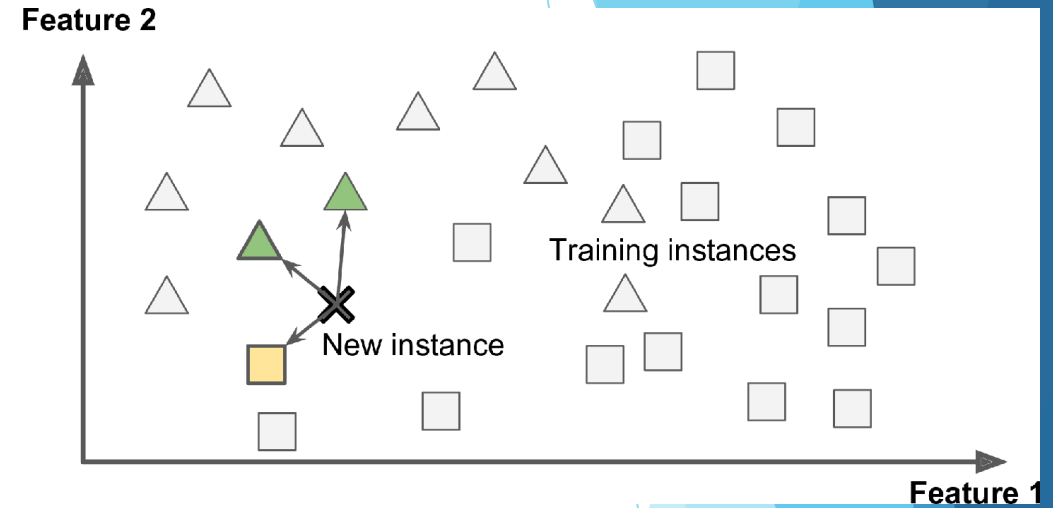 Feature 2
Training instances
New instance
Feature 1